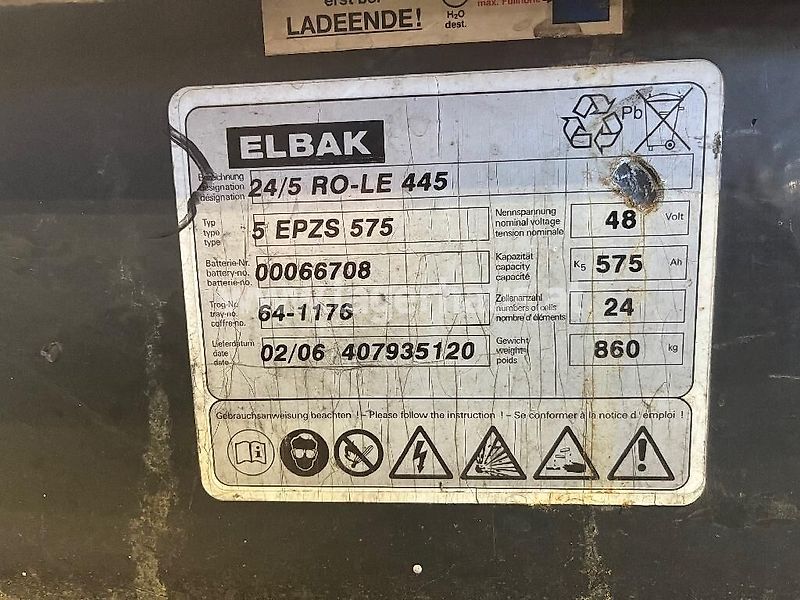 erst bei
LADEENDE!
H₂O
dest.
max. Füllhöhe
ELBAK
Pb
Bezeichnung
designation
désignation
24/5 RO-LE 445
Typ
type
type
5 EPZS 575
Nennspannung
nominal voltage
tension nominale
48 Volt
Batterie-Nr.
battery-no.
batterie-no.
00066708
Kapazität
capacity
capacité
K5 575 Ah
Trog-Nr.
tray-no.
coffre-no.
64-1176
Zellenanzahl
numbers of cells
nombre d'éléments
24
Lieferdatum
date
date
02/06 407935120
Gewicht
weight
poids
860 kg
Gebrauchsanweisung beachten ! – Please follow the instruction ! – Se conformer à la notice d'emploi !